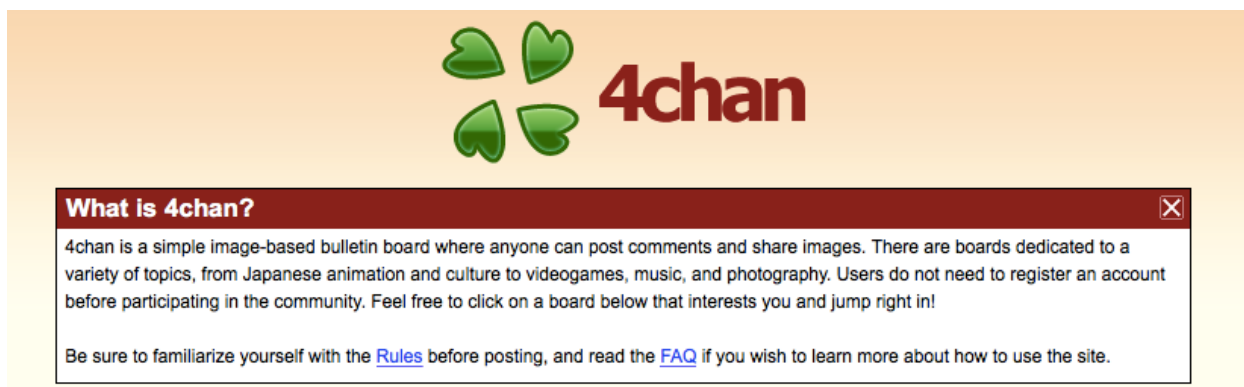 4chan
What is 4chan?
4chan is a simple image-based bulletin board where anyone can post comments and share images. There are boards dedicated to a
variety of topics, from Japanese animation and culture to videogames, music, and photography. Users do not need to register an account
before participating in the community. Feel free to click on a board below that interests you and jump right in!
Be sure to familiarize yourself with the Rules before posting, and read the FAQ if you wish to learn more about how to use the site.